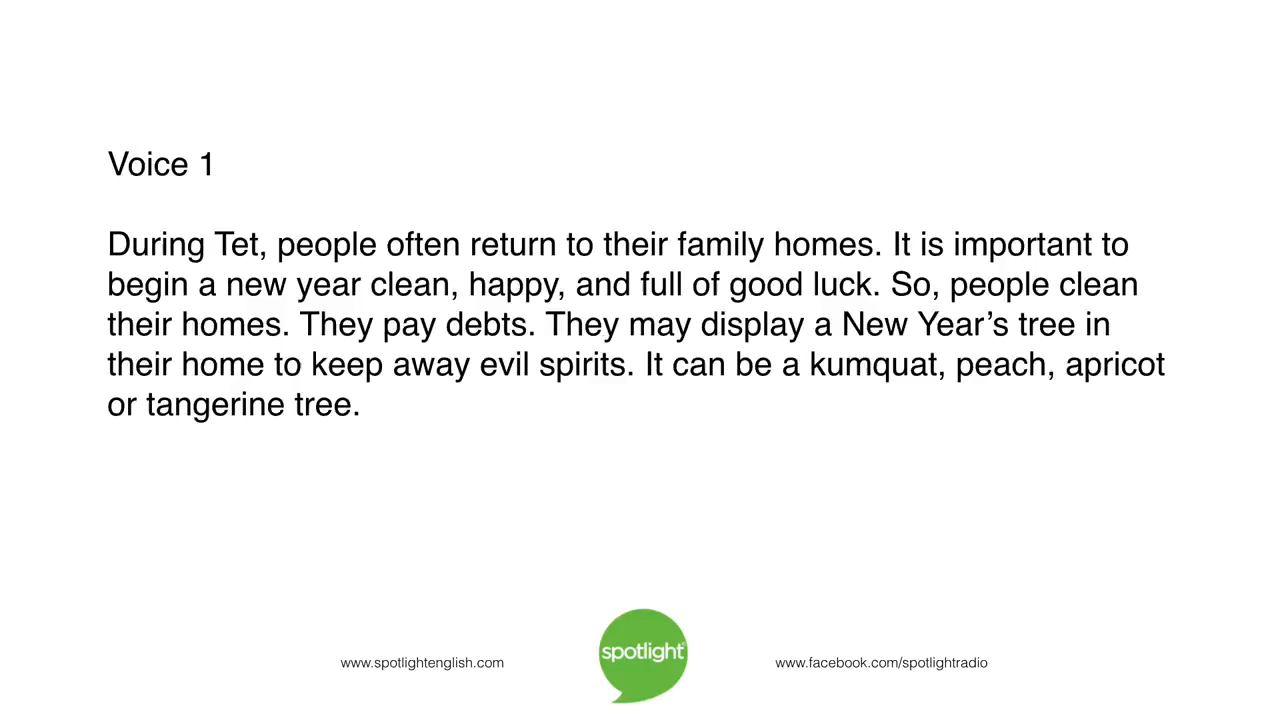 Voice 1
During Tet, people often return to their family homes. It is important to
begin a new year clean, happy, and full of good luck. So, people clean
their homes. They pay debts. They may display a New Year’s tree in
their home to keep away evil spirits. It can be a kumquat, peach, apricot
or tangerine tree.
www.spotlightenglish.com
spotlight®
www.facebook.com/spotlightradio